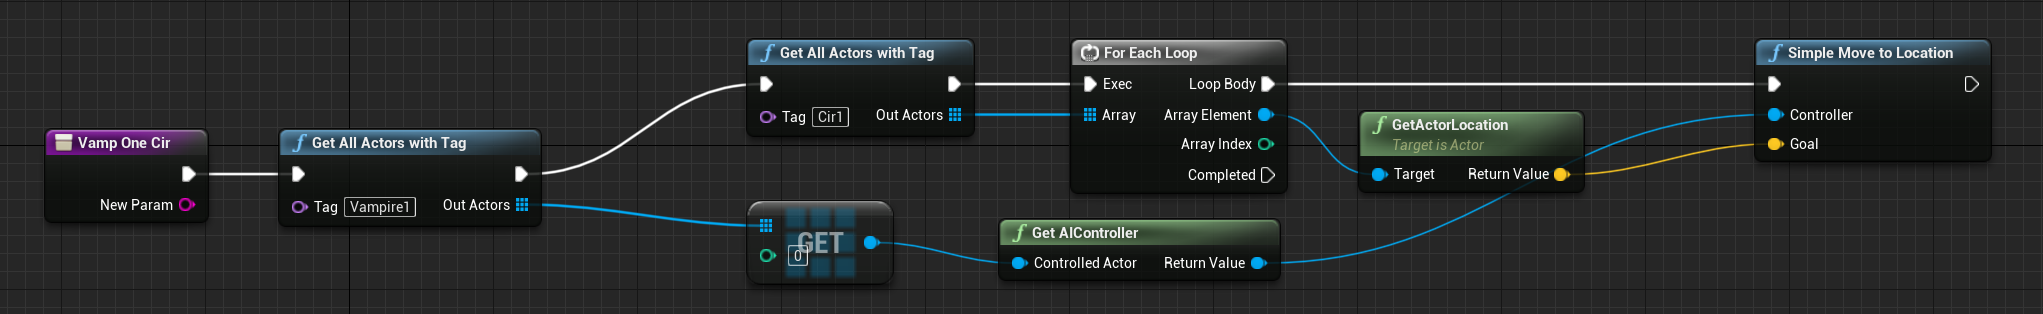 Vamp One Cir
New Param
Get All Actors with Tag
Tag Vampire1 Out Actors
Get All Actors with Tag
Tag Cir1 Out Actors
GET
0
For Each Loop
Exec Loop Body
Array Array Element
Array Index
Completed
Get AIController
Controlled Actor Return Value
GetActorLocation
Target is Actor
Target Return Value
Simple Move to Location
Controller
Goal